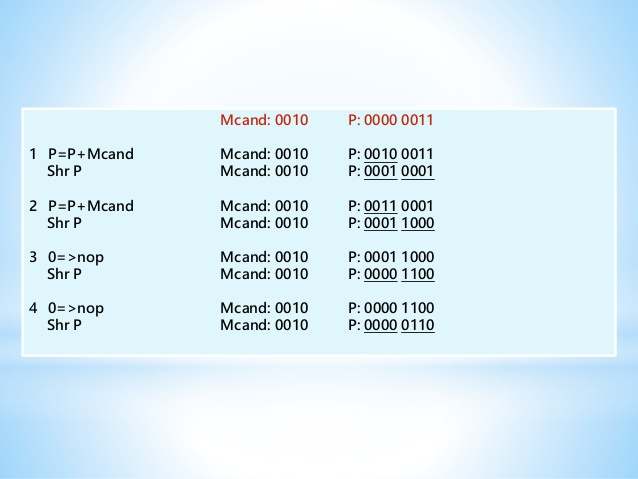 Mcand: 0010 P: 0000 0011
1 P=P+Mcand Mcand: 0010 P: 0010 0011
Shr P Mcand: 0010 P: 0001 0001
2 P=P+Mcand Mcand: 0010 P: 0011 0001
Shr P Mcand: 0010 P: 0001 1000
3 0=>nop Mcand: 0010 P: 0001 1000
Shr P Mcand: 0010 P: 0000 1100
4 0=>nop Mcand: 0010 P: 0000 1100
Shr P Mcand: 0010 P: 0000 0110